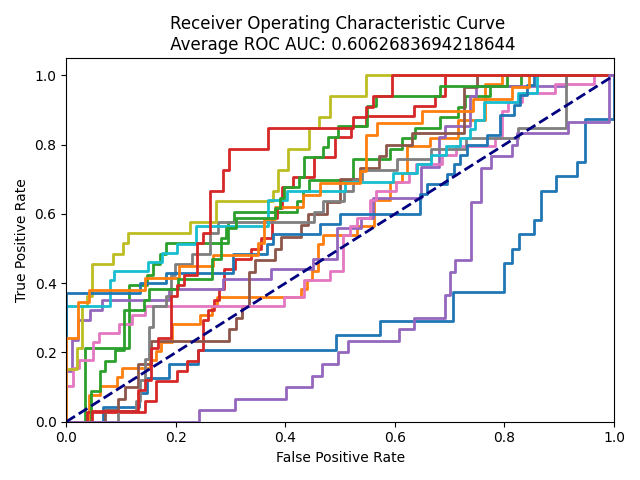 Receiver Operating Characteristic Curve
Average ROC AUC: 0.6062683694218644
1.0
0.8
0.6
0.4
0.2
0.0
True Positive Rate
0.0 0.2 0.4 0.6 0.8 1.0
False Positive Rate